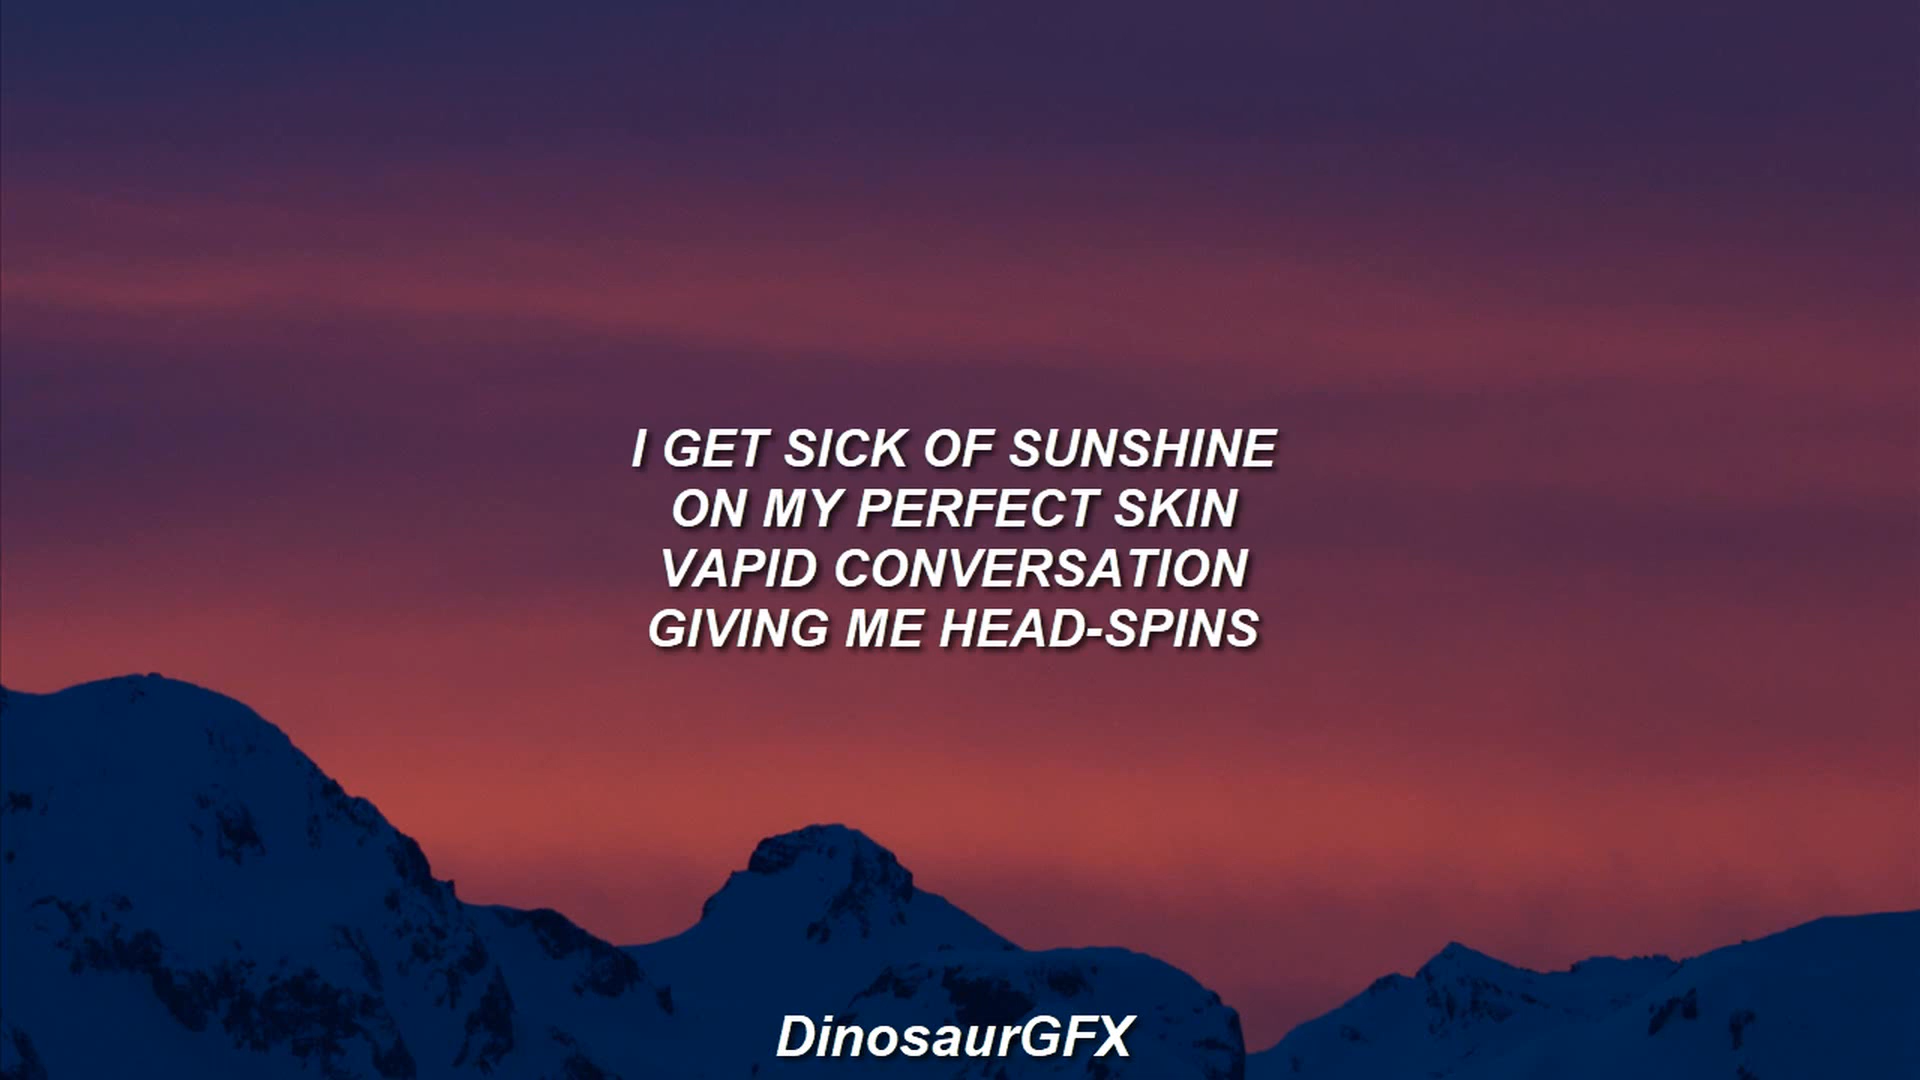 I GET SICK OF SUNSHINE
ON MY PERFECT SKIN
VAPID CONVERSATION
GIVING ME HEAD-SPINS
DinosaurGFX